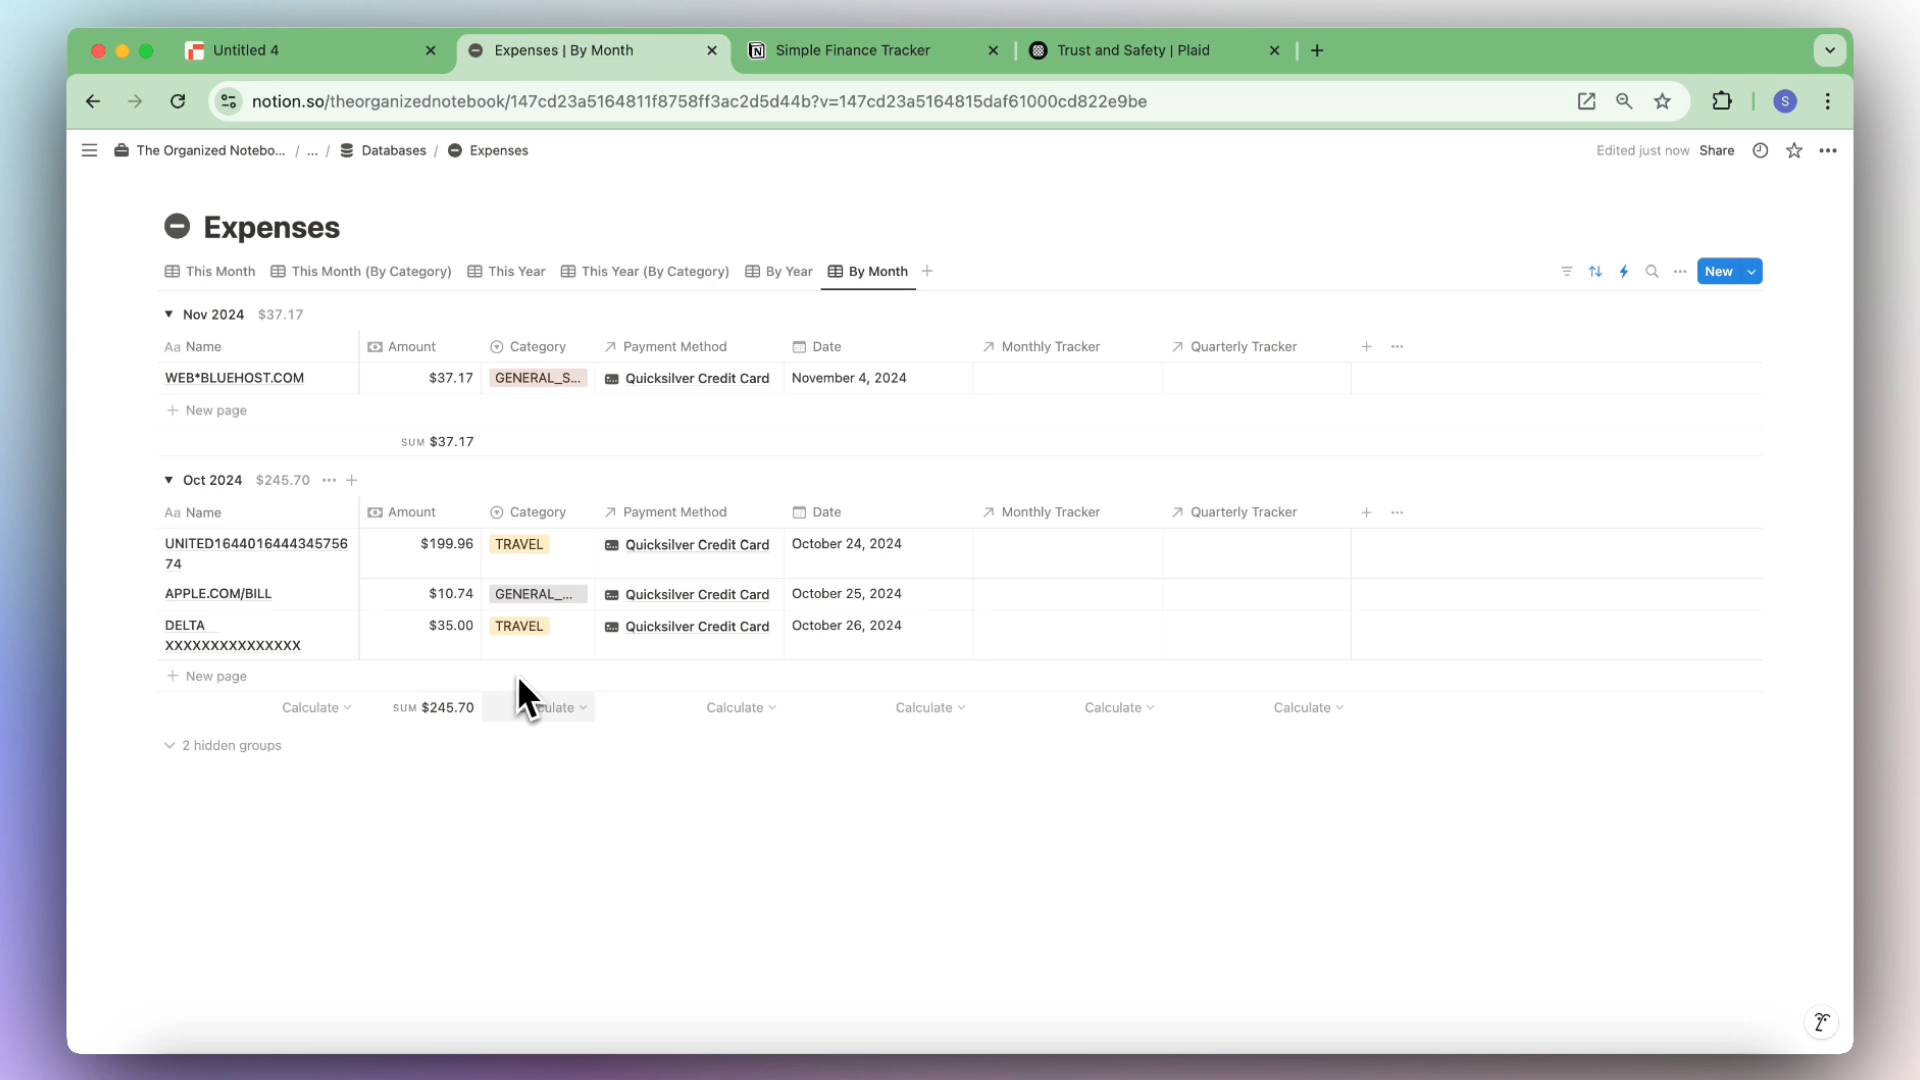 Untitled 4
Expenses | By Month
Simple Finance Tracker
Trust and Safety | Plaid
notion.so/theorganizednotebook/147cd23a5164811f8758ff3ac2d5d44b?v=147cd23a5164815daf61000cd822e9be
S
The Organized Notebo... / ... / Databases / Expenses
Edited just now Share
Expenses
This Month This Month (By Category) This Year This Year (By Category) By Year By Month
New
Nov 2024 $37.17
Aa Name Amount Category Payment Method Date Monthly Tracker Quarterly Tracker
WEB*BLUEHOST.COM $37.17 GENERAL_S... Quicksilver Credit Card November 4, 2024
+ New page
SUM $37.17
Oct 2024 $245.70
Aa Name Amount Category Payment Method Date Monthly Tracker Quarterly Tracker
UNITED1644016444345756 $199.96 TRAVEL Quicksilver Credit Card October 24, 2024
74
APPLE.COM/BILL $10.74 GENERAL_... Quicksilver Credit Card October 25, 2024
DELTA $35.00 TRAVEL Quicksilver Credit Card October 26, 2024
XXXXXXXXXXXXXXX
+ New page
Calculate SUM $245.70 Calculate Calculate Calculate Calculate
2 hidden groups